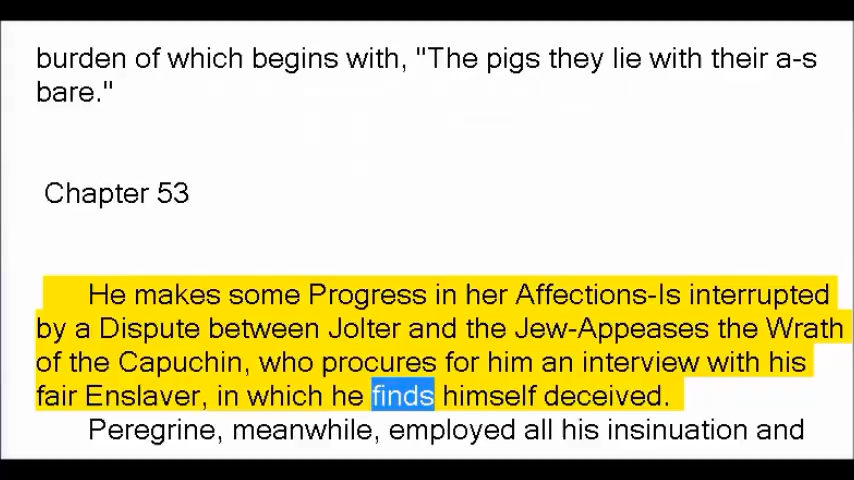 burden of which begins with, "The pigs they lie with their a-s
bare."
Chapter 53
He makes some Progress in her Affections-Is interrupted
by a Dispute between Jolter and the Jew-Appeases the Wrath
of the Capuchin, who procures for him an interview with his
fair Enslaver, in which he finds himself deceived.
Peregrine, meanwhile, employed all his insinuation and